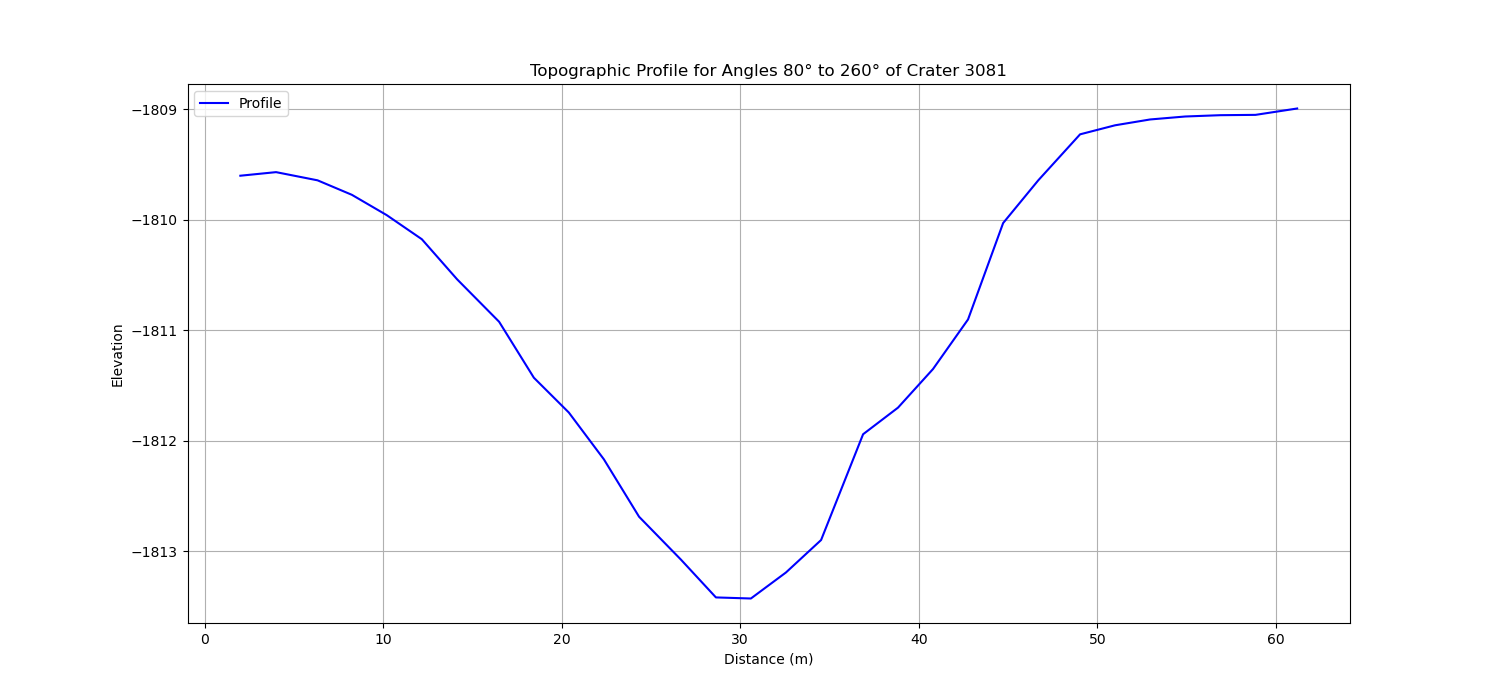 Topographic Profile for Angles 80° to 260° of Crater 3081
Profile
−1809
−1810
−1811
−1812
−1813
Elevation
0 10 20 30 40 50 60
Distance (m)